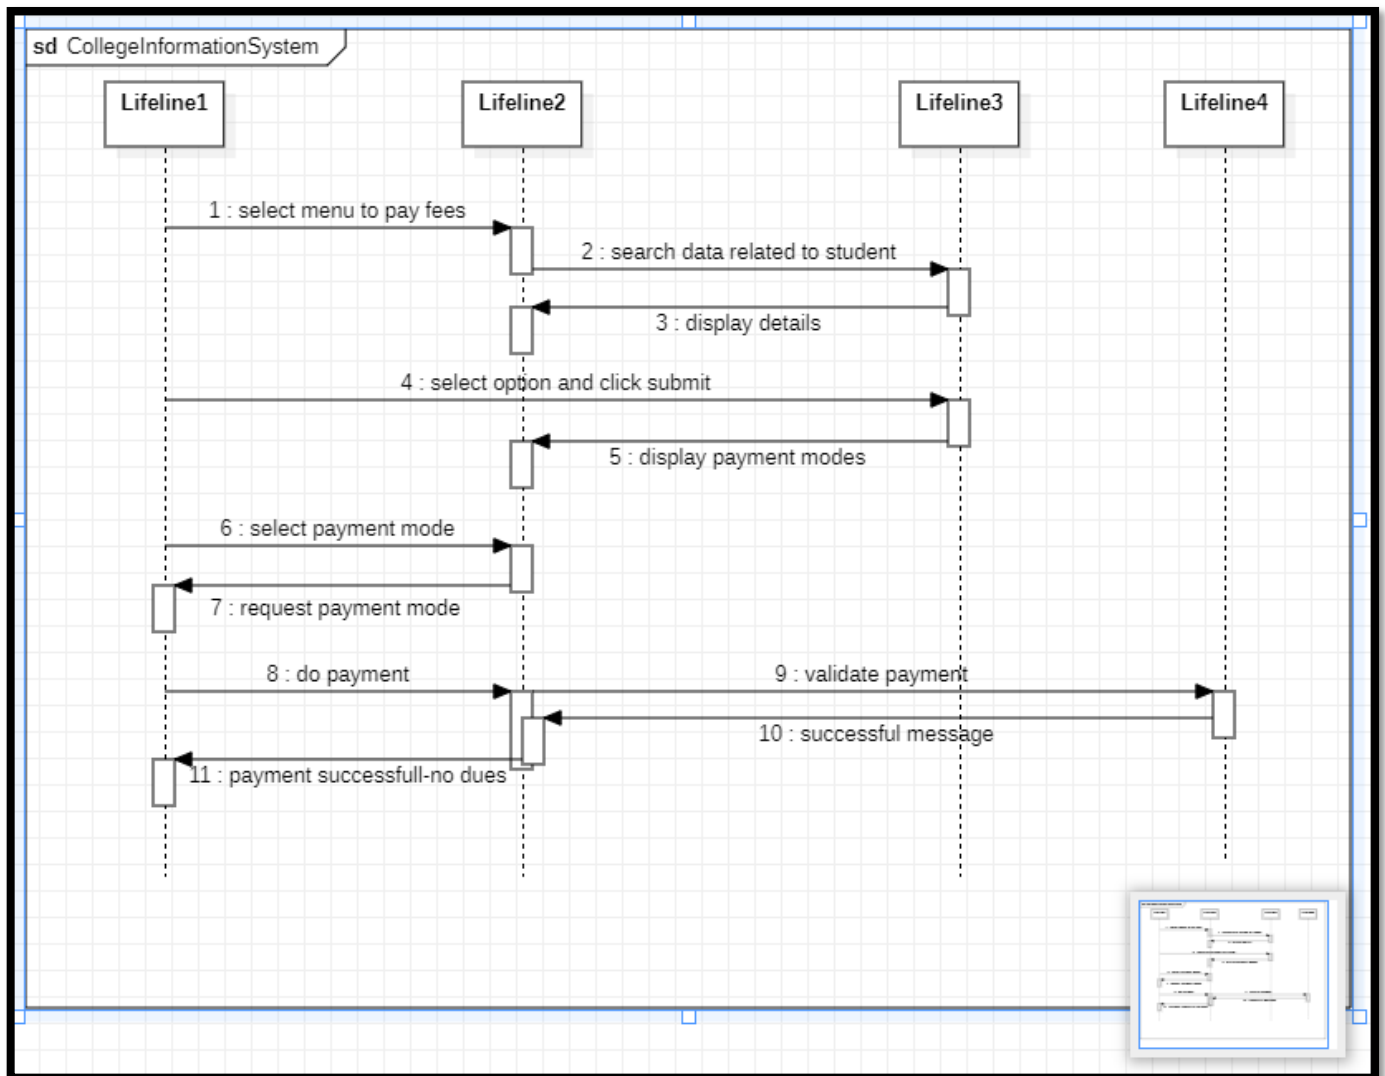 sd CollegeInformationSystem
Lifeline1
Lifeline2
Lifeline3
Lifeline4
1 : select menu to pay fees
2 : search data related to student
3 : display details
4 : select option and click submit
5 : display payment modes
6 : select payment mode
7 : request payment mode
8 : do payment
9 : validate payment
10 : successful message
11 : payment successfull-no dues